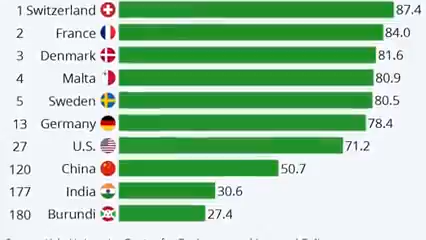 1 Switzerland 87.4
2 France 84.0
3 Denmark 81.6
4 Malta 80.9
5 Sweden 80.5
13 Germany 78.4
27 U.S. 71.2
120 China 50.7
177 India 30.6
180 Burundi 27.4